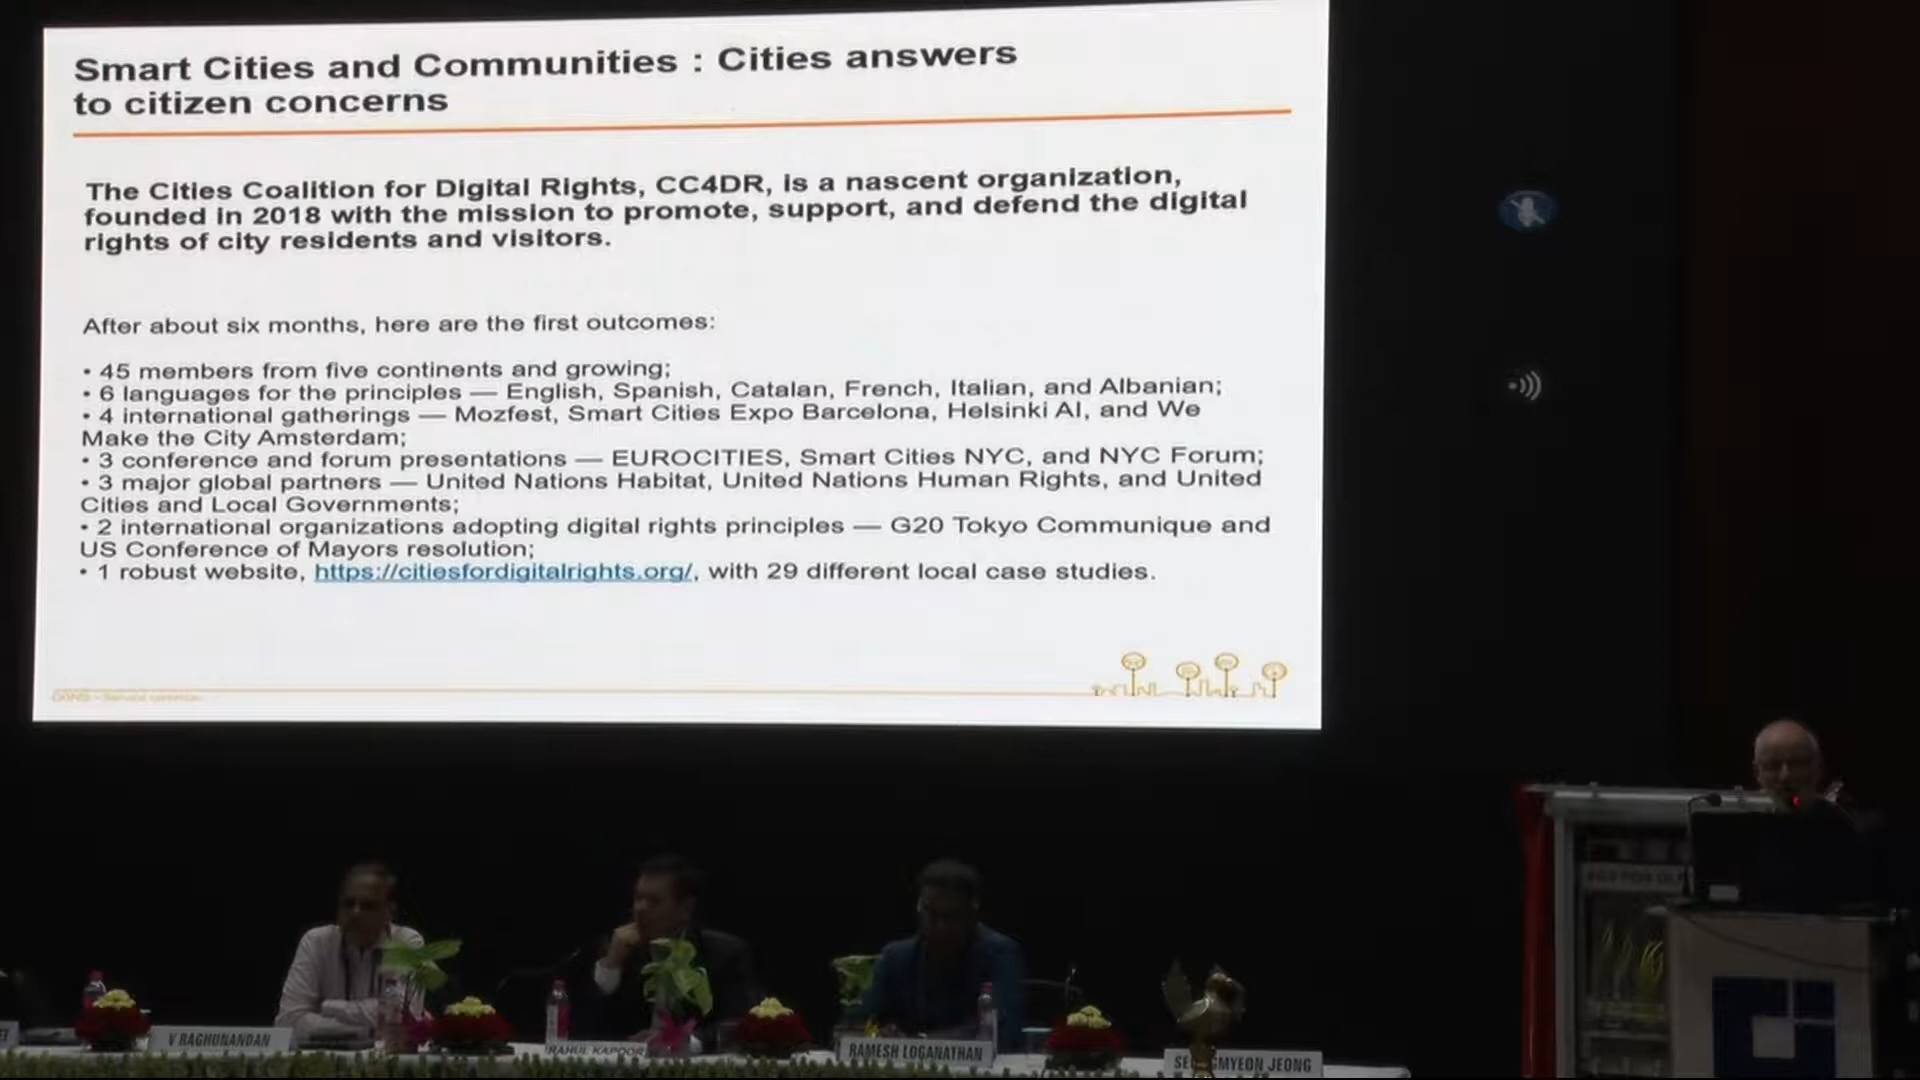 Smart Cities and Communities : Cities answers
to citizen concerns
The Cities Coalition for Digital Rights, CC4DR, is a nascent organization,
founded in 2018 with the mission to promote, support, and defend the digital
rights of city residents and visitors.
After about six months, here are the first outcomes:
• 45 members from five continents and growing;
• 6 languages for the principles — English, Spanish, Catalan, French, Italian, and Albanian;
• 4 international gatherings — Mozfest, Smart Cities Expo Barcelona, Helsinki AI, and We
Make the City Amsterdam;
• 3 conference and forum presentations — EUROCITIES, Smart Cities NYC, and NYC Forum;
• 3 major global partners — United Nations Habitat, United Nations Human Rights, and United
Cities and Local Governments;
• 2 international organizations adopting digital rights principles — G20 Tokyo Communique and
US Conference of Mayors resolution;
• 1 robust website, https://citiesfordigitalrights.org/, with 29 different local case studies.
V RAGHUNANDAN
RAHUL KAPOOR
RAMESH LOGANATHAN
MYEON JEONG